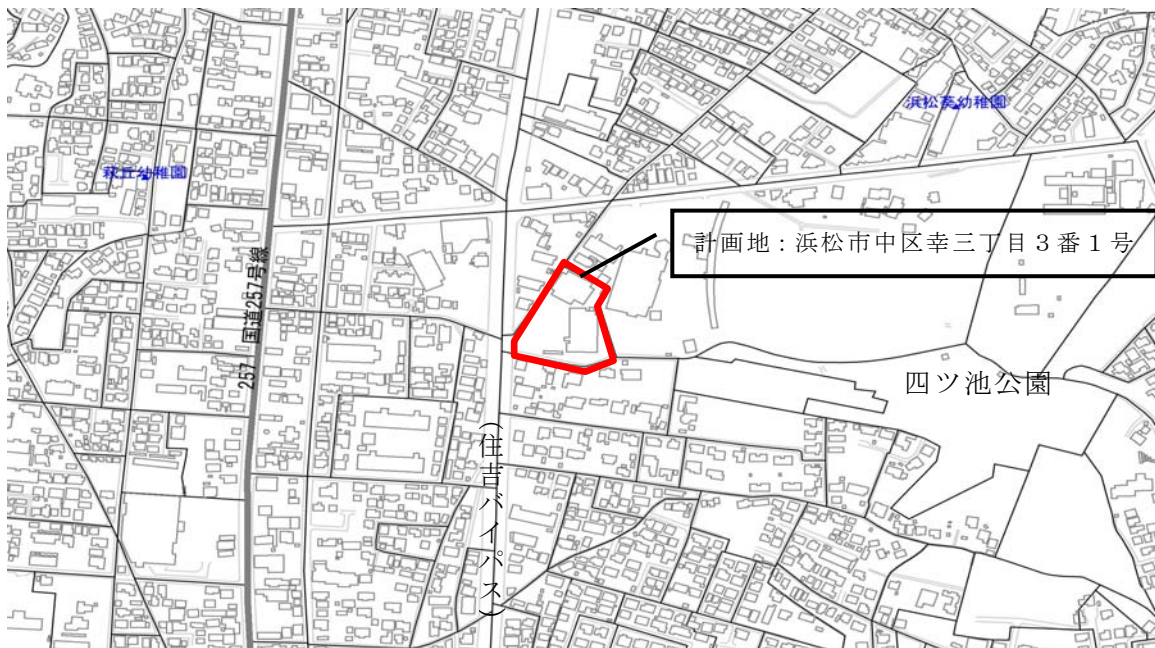 浜松葵幼稚園
萩丘幼稚園
計画地：浜松市中区幸三丁目３番１号
257 国道257号線
四ツ池公園
（住吉バイパス）